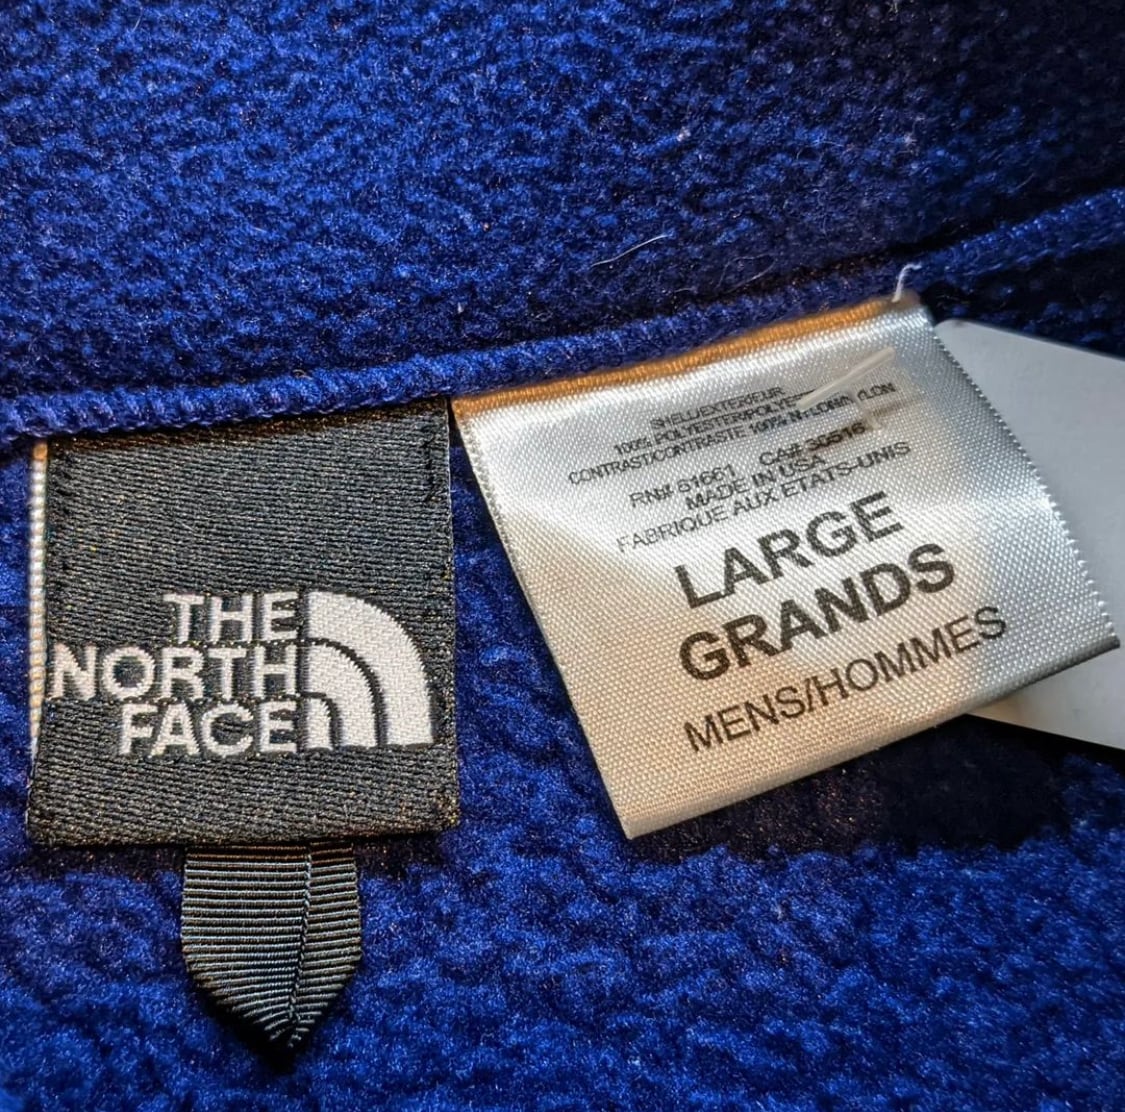 THE
NORTH
FACE
SHELL/EXTERIEUR
100% POLYESTER/POLYESTER
CONTRAST/CONTRASTE 100% NYLON
RN# 61661 CA# 30516
MADE IN USA
FABRIQUE AUX ETATS-UNIS
LARGE
GRANDS
MENS/HOMMES